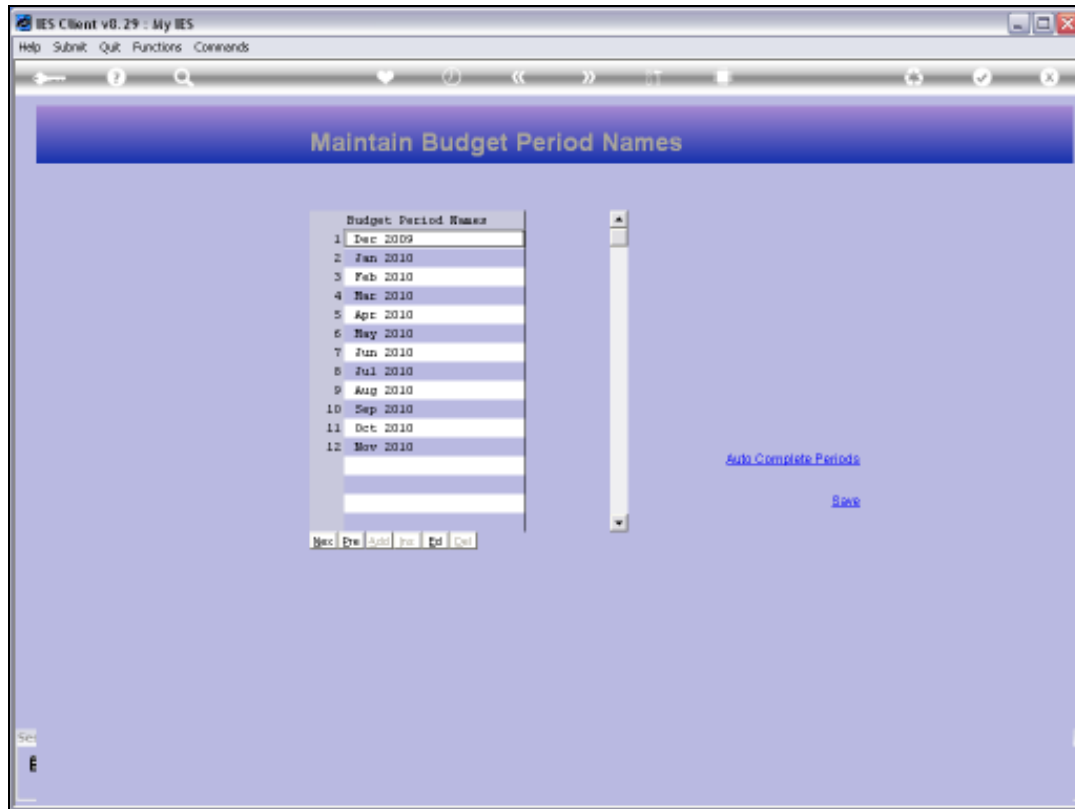 IES Client v8.29 : My IES
Help Submit Quit Functions Commands
Maintain Budget Period Names
Budget Period Names
1 Dec 2009
2 Jan 2010
3 Feb 2010
4 Mar 2010
5 Apr 2010
6 May 2010
7 Jun 2010
8 Jul 2010
9 Aug 2010
10 Sep 2010
11 Oct 2010
12 Nov 2010
Auto Complete Periods
Save
Nxt Pre Add Ins Ed Del